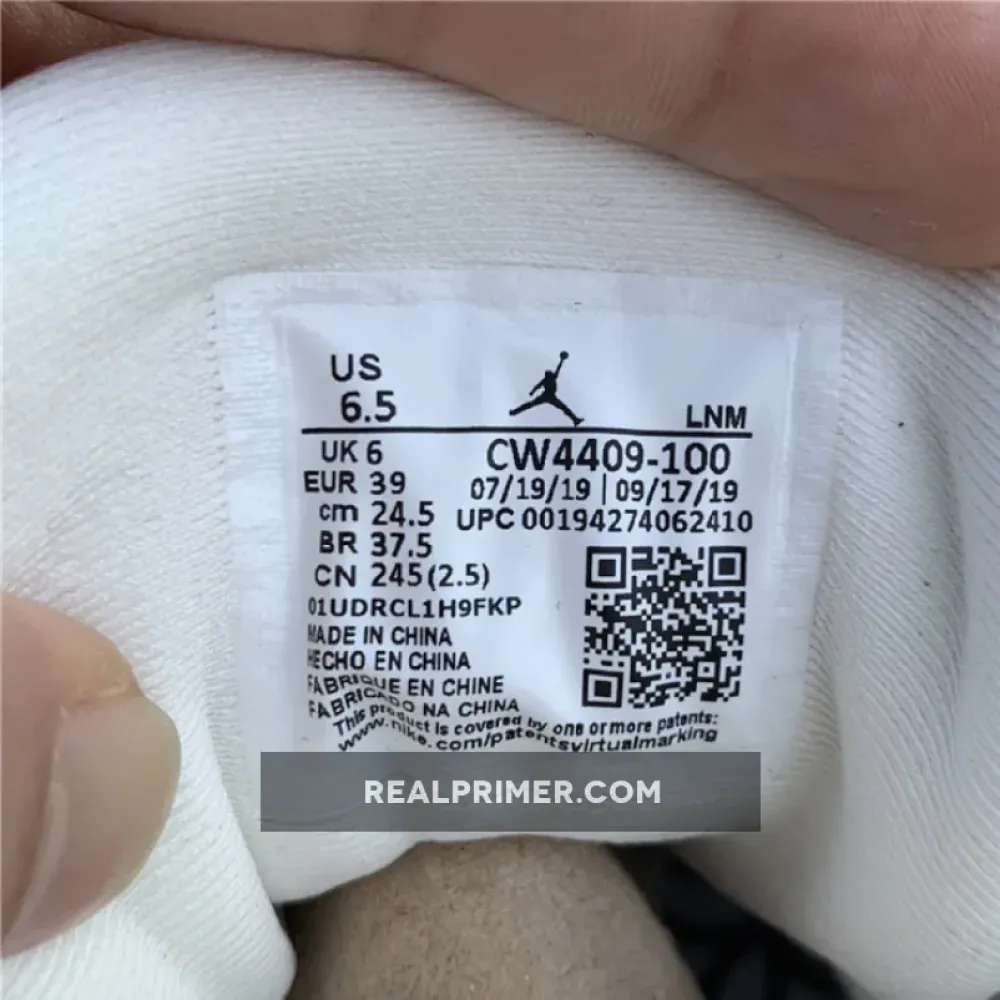 US
6.5
LNM
UK 6
EUR 39
cm 24.5
BR 37.5
CN 245(2.5)
CW4409-100
07/19/19 | 09/17/19
UPC 00194274062410
01UDRCL1H9FKP
MADE IN CHINA
HECHO EN CHINA
FABRIQUE EN CHINE
FABRICADO NA CHINA
This product is covered by one or more patents:
www.nike.com/patentsvirtualmarking
REALPRIMER.COM